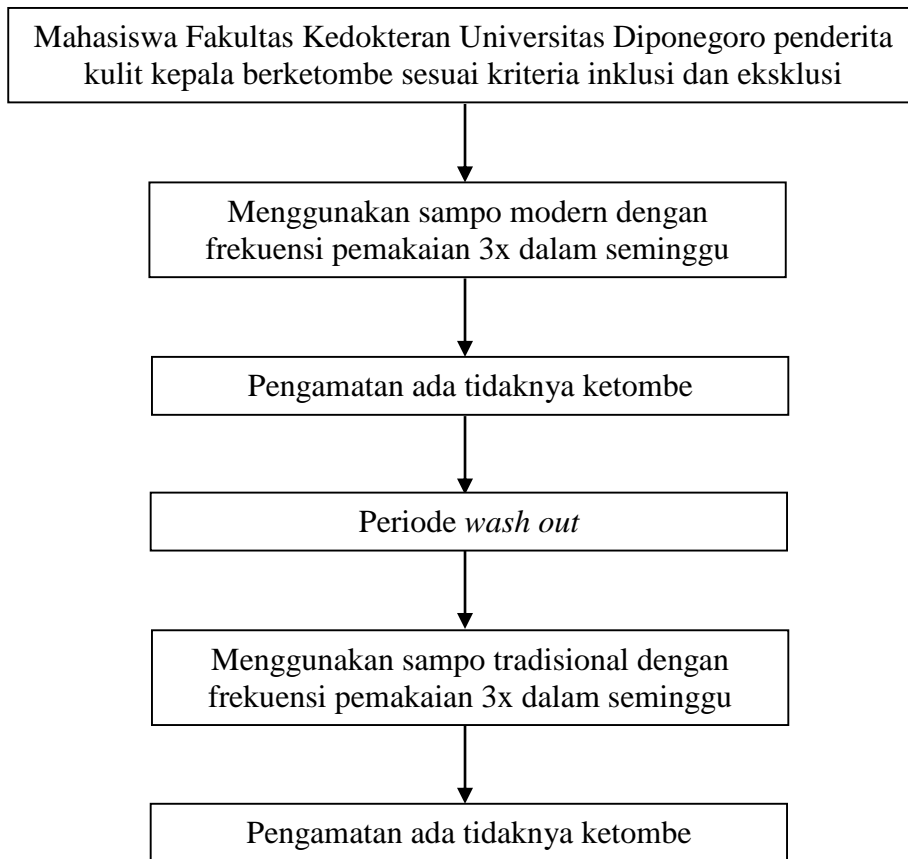 Mahasiswa Fakultas Kedokteran Universitas Diponegoro penderita
kulit kepala berketombe sesuai kriteria inklusi dan eksklusi
Menggunakan sampo modern dengan
frekuensi pemakaian 3x dalam seminggu
Pengamatan ada tidaknya ketombe
Periode wash out
Menggunakan sampo tradisional dengan
frekuensi pemakaian 3x dalam seminggu
Pengamatan ada tidaknya ketombe